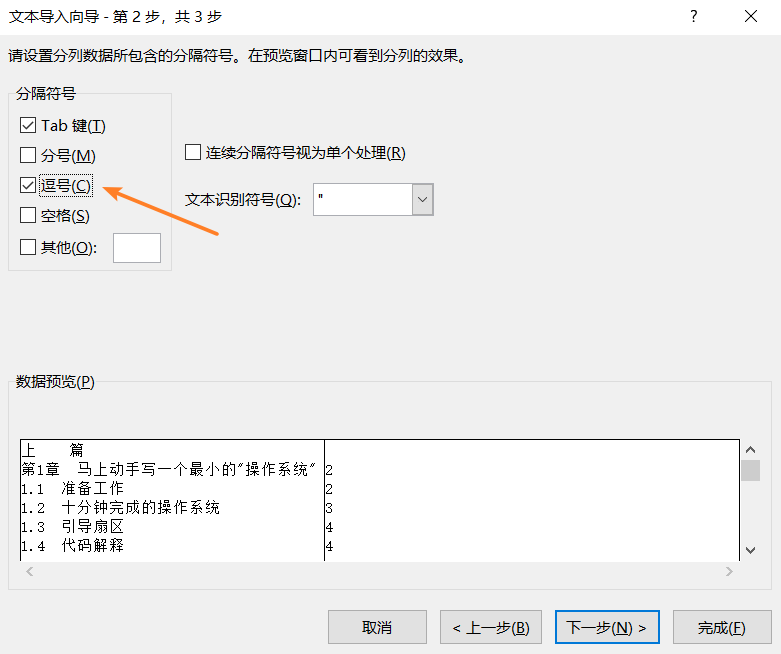 文本导入向导 - 第 2 步，共 3 步
请设置分列数据所包含的分隔符号。在预览窗口内可看到分列的效果。
分隔符号
Tab 键(T)
分号(M)
逗号(C)
空格(S)
其他(O):
连续分隔符号视为单个处理(R)
文本识别符号(Q): "
数据预览(P)
上 篇
第1章 马上动手写一个最小的"操作系统" 2
1.1 准备工作 2
1.2 十分钟完成的操作系统 3
1.3 引导扇区 4
1.4 代码解释 4
取消
< 上一步(B)
下一步(N) >
完成(F)